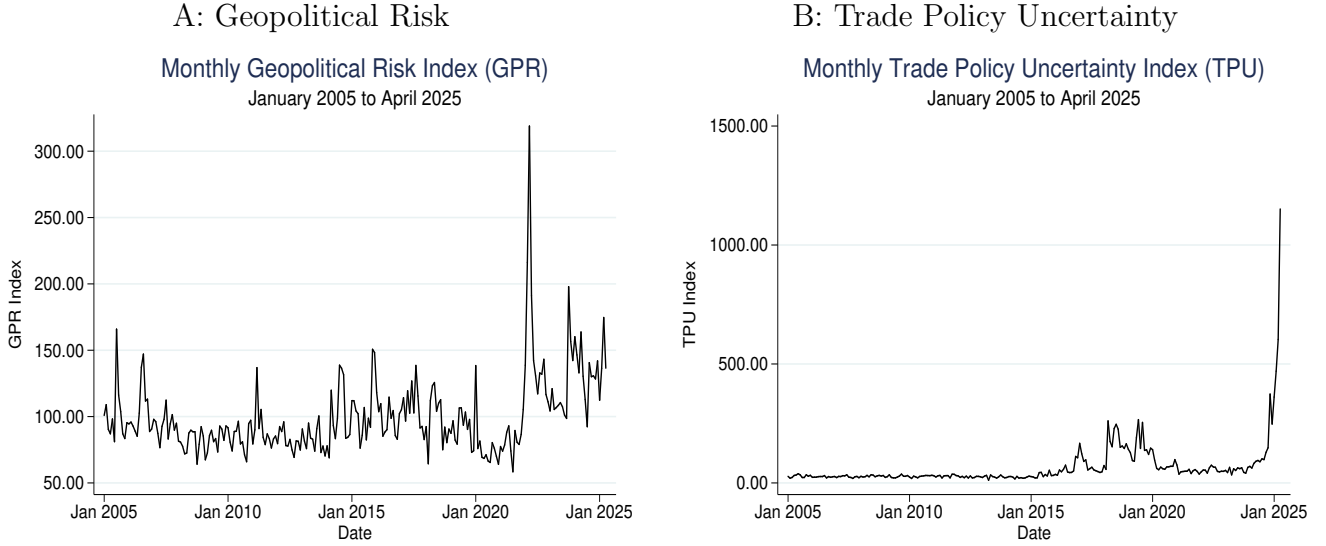 A: Geopolitical Risk
Monthly Geopolitical Risk Index (GPR)
January 2005 to April 2025
GPR Index
300.00
250.00
200.00
150.00
100.00
50.00
Jan 2005 Jan 2010 Jan 2015 Jan 2020 Jan 2025
Date
B: Trade Policy Uncertainty
Monthly Trade Policy Uncertainty Index (TPU)
January 2005 to April 2025
TPU Index
1500.00
1000.00
500.00
0.00
Jan 2005 Jan 2010 Jan 2015 Jan 2020 Jan 2025
Date